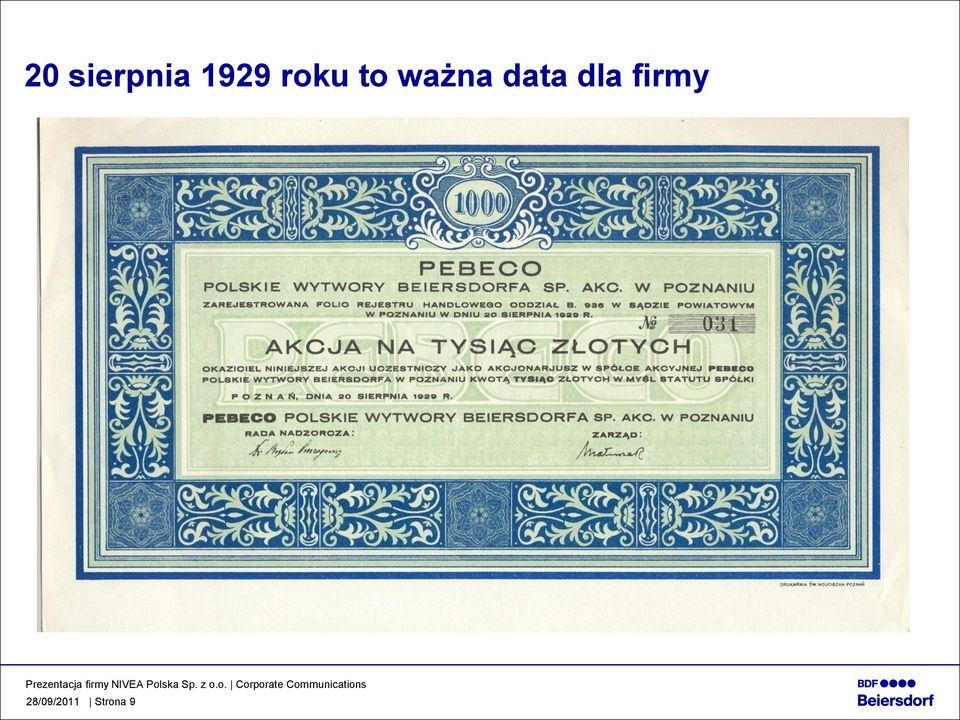 20 sierpnia 1929 roku to ważna data dla firmy
1000
PEBECO
POLSKIE WYTWORY BEIERSDORFA SP. AKC. W POZNANIU
ZAREJESTROWANA FOLIO REJESTRU HANDLOWEGO ODDZIAŁ B. 936 W SĄDZIE POWIATOWYM
W POZNANIU W DNIU 20 SIERPNIA 1929 R.
№ 031
AKCJA NA TYSIĄC ZŁOTYCH
OKAZICIEL NINIEJSZEJ AKCJI UCZESTNICZY JAKO AKCJONARJUSZ W SPÓŁCE AKCYJNEJ PEBECO
POLSKIE WYTWORY BEIERSDORFA W POZNANIU KWOTĄ TYSIĄC ZŁOTYCH W MYŚL STATUTU SPÓŁKI
POZNAŃ, DNIA 20 SIERPNIA 1929 R.
PEBECO POLSKIE WYTWORY BEIERSDORFA SP. AKC. W POZNANIU
RADA NADZORCZA: ZARZĄD:
DRUKARNIA ŚW. WOJCIECHA POZNAŃ
Prezentacja firmy NIVEA Polska Sp. z o.o. | Corporate Communications
28/09/2011 | Strona 9
BDF
Beiersdorf